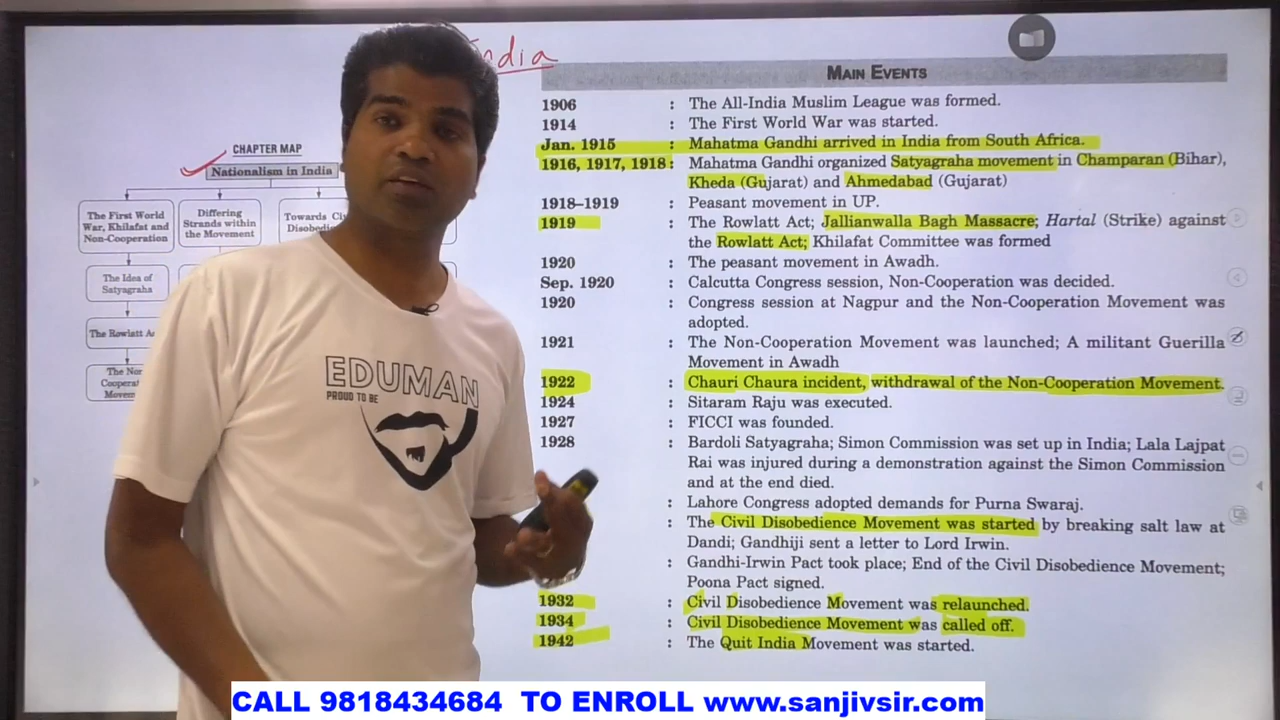 India
CHAPTER MAP
Nationalism in India
The First World
War, Khilafat and
Non-Cooperation
Differing
Strands within
the Movement
Towards
The Idea of
Satyagraha
The Rowlatt
The
MAIN EVENTS
1906 : The All-India Muslim League was formed.
1914 : The First World War was started.
Jan. 1915 : Mahatma Gandhi arrived in India from South Africa.
1916, 1917, 1918 : Mahatma Gandhi organized Satyagraha movement in Champaran (Bihar),
Kheda (Gujarat) and Ahmedabad (Gujarat)
1918–1919 : Peasant movement in UP.
1919 : The Rowlatt Act; Jallianwalla Bagh Massacre; Hartal (Strike) against
the Rowlatt Act; Khilafat Committee was formed
1920 : The peasant movement in Awadh.
Sep. 1920 : Calcutta Congress session, Non-Cooperation was decided.
1920 : Congress session at Nagpur and the Non-Cooperation Movement was
adopted.
1921 : The Non-Cooperation Movement was launched; A militant Guerilla
Movement in Awadh
1922 : Chauri Chaura incident, withdrawal of the Non-Cooperation Movement.
1924 : Sitaram Raju was executed.
1927 : FICCI was founded.
1928 : Bardoli Satyagraha; Simon Commission was set up in India; Lala Lajpat
Rai was injured during a demonstration against the Simon Commission
and at the end died.
: Lahore Congress adopted demands for Purna Swaraj.
: The Civil Disobedience Movement was started by breaking salt law at
Dandi; Gandhiji sent a letter to Lord Irwin.
: Gandhi-Irwin Pact took place; End of the Civil Disobedience Movement;
Poona Pact signed.
1932 : Civil Disobedience Movement was relaunched.
1934 : Civil Disobedience Movement was called off.
1942 : The Quit India Movement was started.
EDUMAN
PROUD TO BE
CALL 9818434684 TO ENROLL www.sanjivsir.com